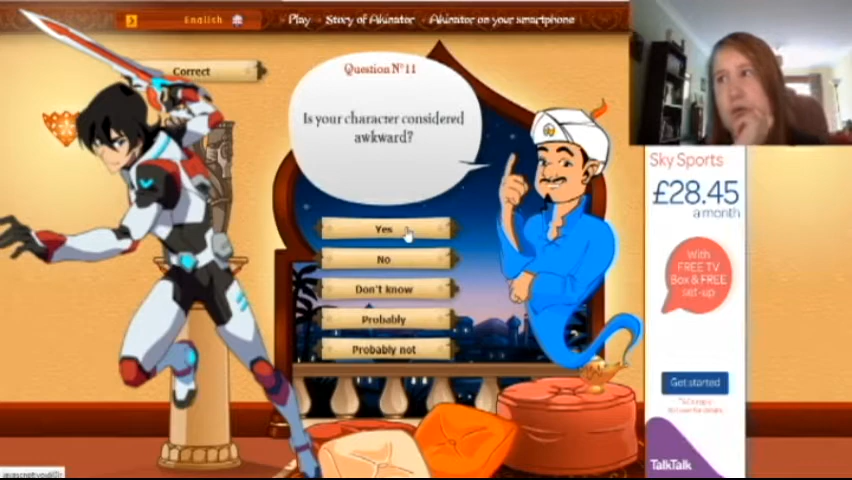 English
Play
Story of Akinator
Akinator on your smartphone
Correct
Question N°11
Is your character considered
awkward?
Yes
No
Don't know
Probably
Probably not
Sky Sports
£28.45
a month
With
FREE TV
Box & FREE
set-up
Get started
TalkTalk